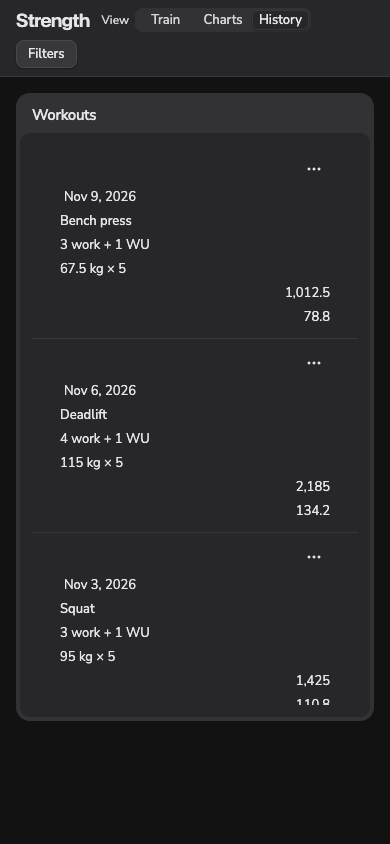 Strength View Train Charts History
Filters
Workouts
Nov 9, 2026
Bench press
3 work + 1 WU
67.5 kg × 5
1,012.5
78.8
Nov 6, 2026
Deadlift
4 work + 1 WU
115 kg × 5
2,185
134.2
Nov 3, 2026
Squat
3 work + 1 WU
95 kg × 5
1,425
110.8